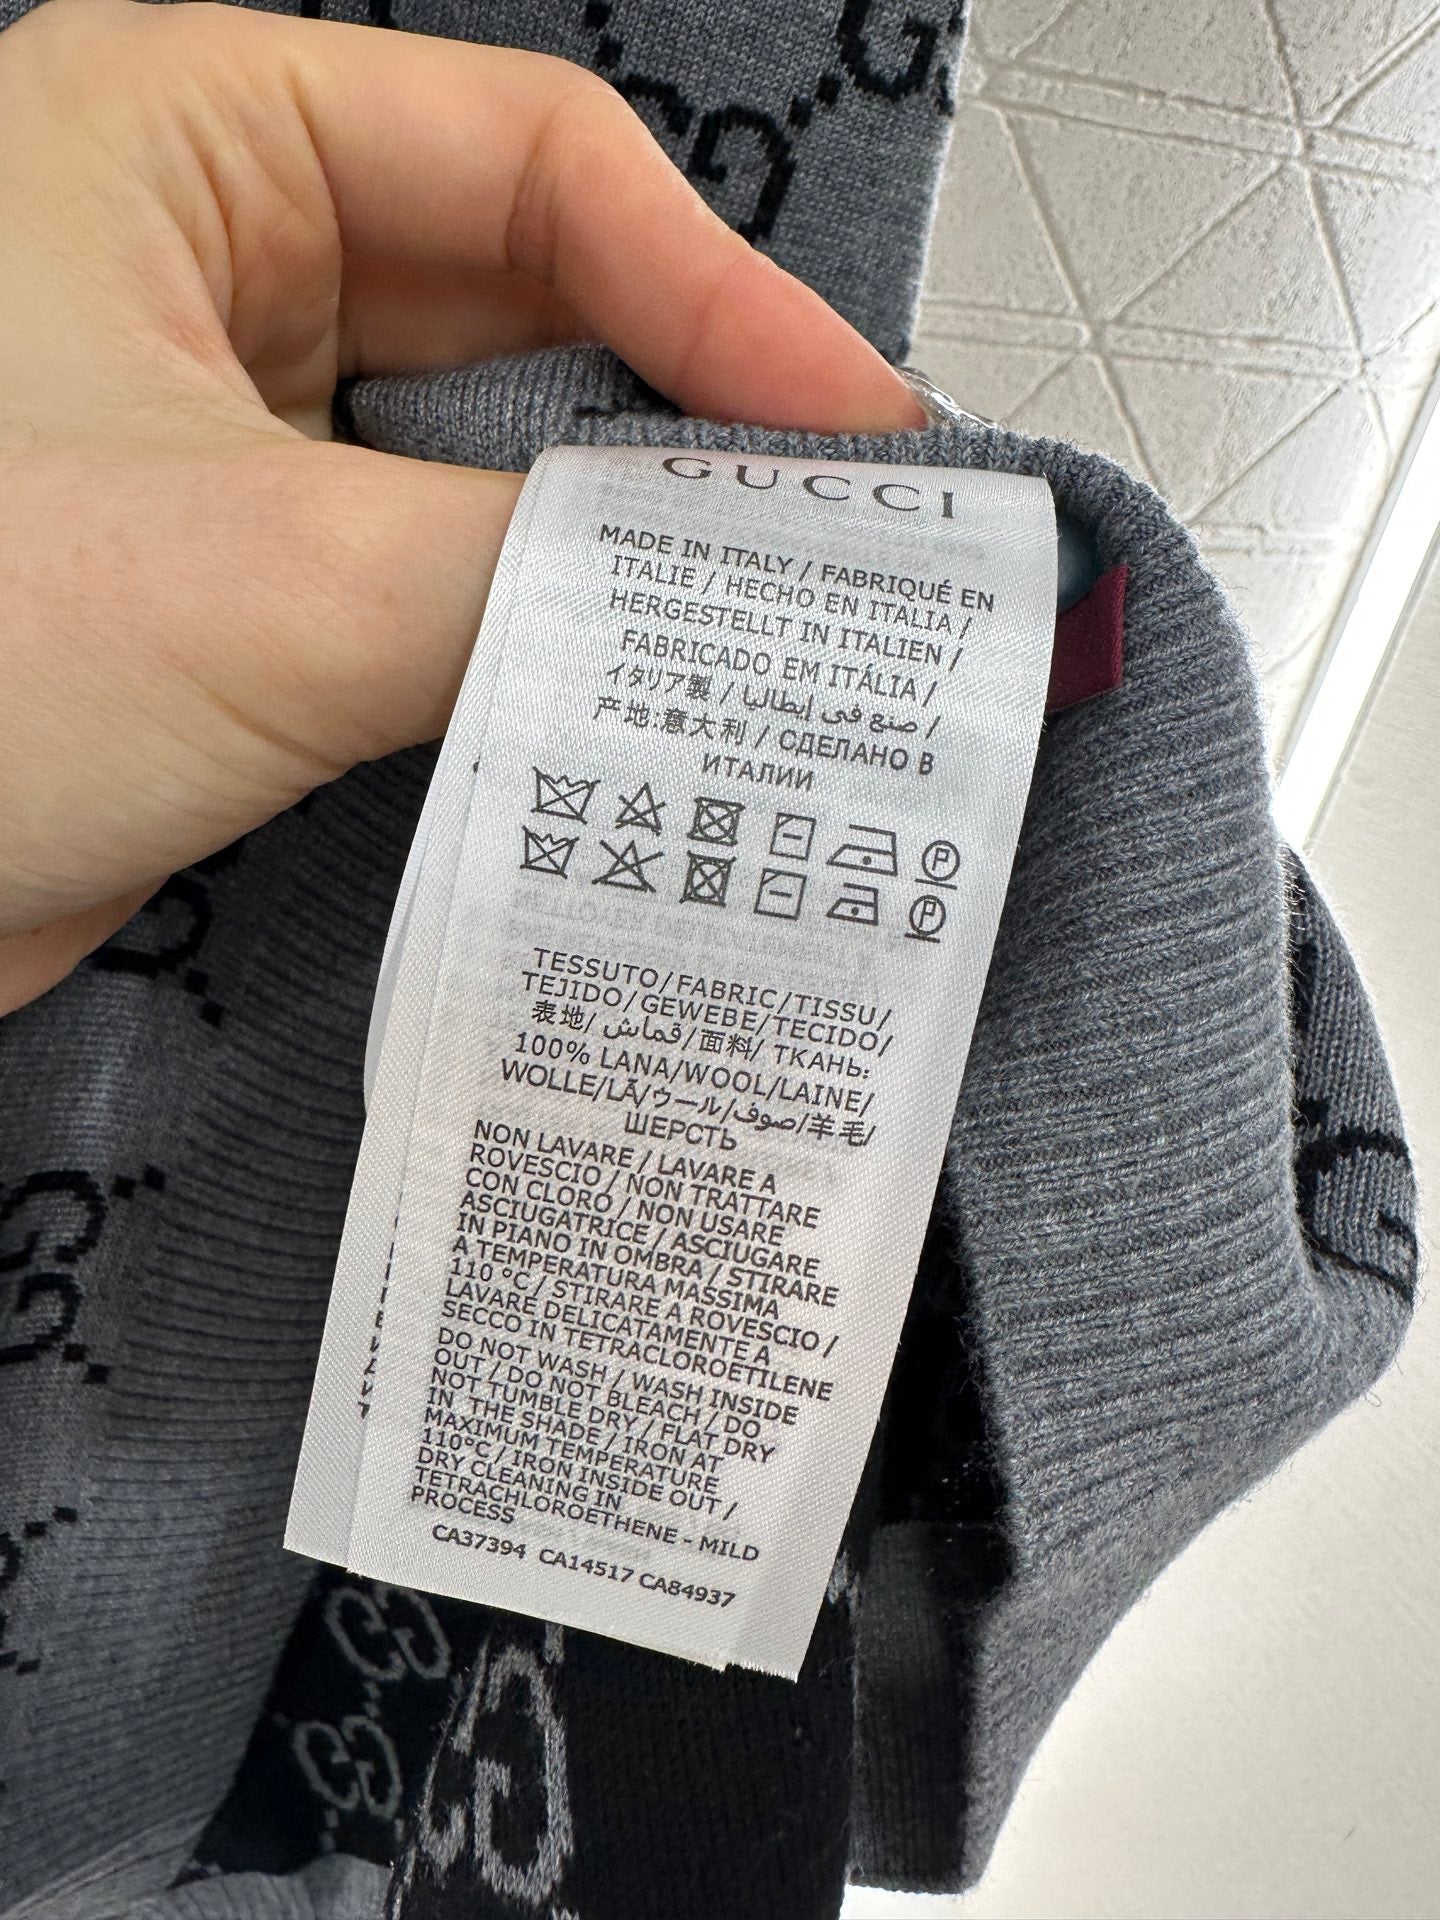 GUCCI
MADE IN ITALY / FABRIQUÉ EN
ITALIE / HECHO EN ITALIA /
HERGESTELLT IN ITALIEN /
FABRICADO EM ITÁLIA /
イタリア製 / صنع في إيطاليا /
产地:意大利 / СДЕЛАНО В
ИТАЛИИ
P
P
TESSUTO/FABRIC/TISSU/
TEJIDO/GEWEBE/TECIDO/
表地/ قماش/面料/ ТКАНЬ:
100% LANA/WOOL/LAINE/
WOLLE/LÃ/ウール/صوف/羊毛/
ШЕРСТЬ
NON LAVARE / LAVARE A
ROVESCIO / NON TRATTARE
CON CLORO / NON USARE
ASCIUGATRICE / ASCIUGARE
IN PIANO IN OMBRA / STIRARE
A TEMPERATURA MASSIMA
110 °C / STIRARE A ROVESCIO /
LAVARE DELICATAMENTE A
SECCO IN TETRACLOROETILENE
DO NOT WASH / WASH INSIDE
OUT / DO NOT BLEACH / DO
NOT TUMBLE DRY / FLAT DRY
IN THE SHADE / IRON AT
MAXIMUM TEMPERATURE
110°C / IRON INSIDE OUT /
DRY CLEANING IN
TETRACHLOROETHENE - MILD
PROCESS
CA37394 CA14517 CA84937